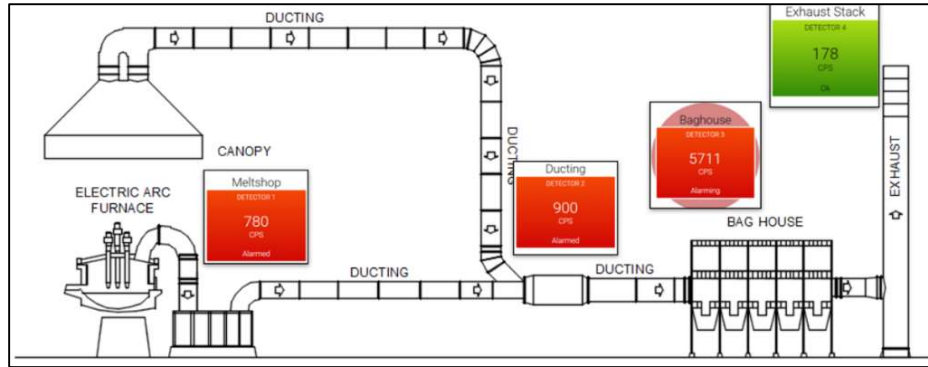 DUCTING
Exhaust Stack
DETECTOR 4
178
CPS
Ok
Baghouse
DETECTOR 3
5711
CPS
Alarming
DUCTING
CANOPY
Meltshop
DETECTOR 1
780
CPS
Alarmed
Ducting
DETECTOR 2
900
CPS
Alarmed
ELECTRIC ARC
FURNACE
BAG HOUSE
EXHAUST
DUCTING
DUCTING